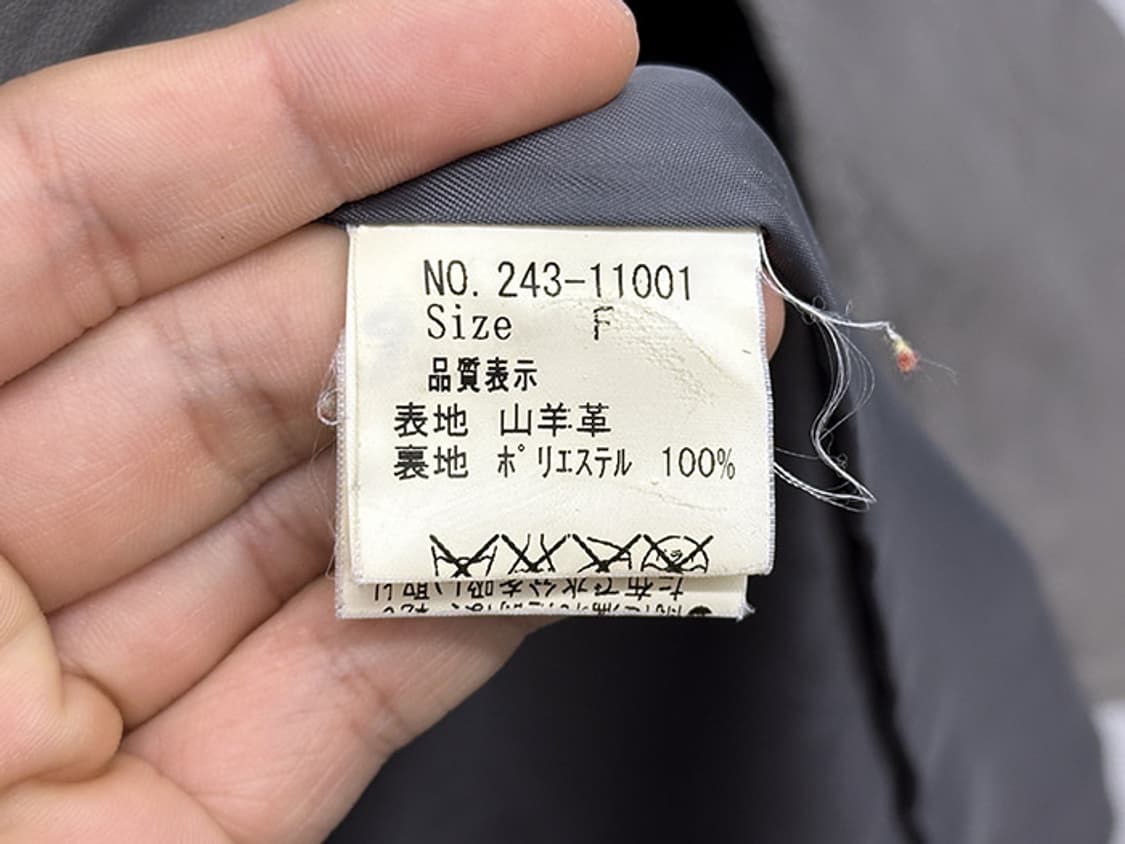 NO. 243-11001
Size F
品質表示
表地 山羊革
裏地 ポリエステル 100%